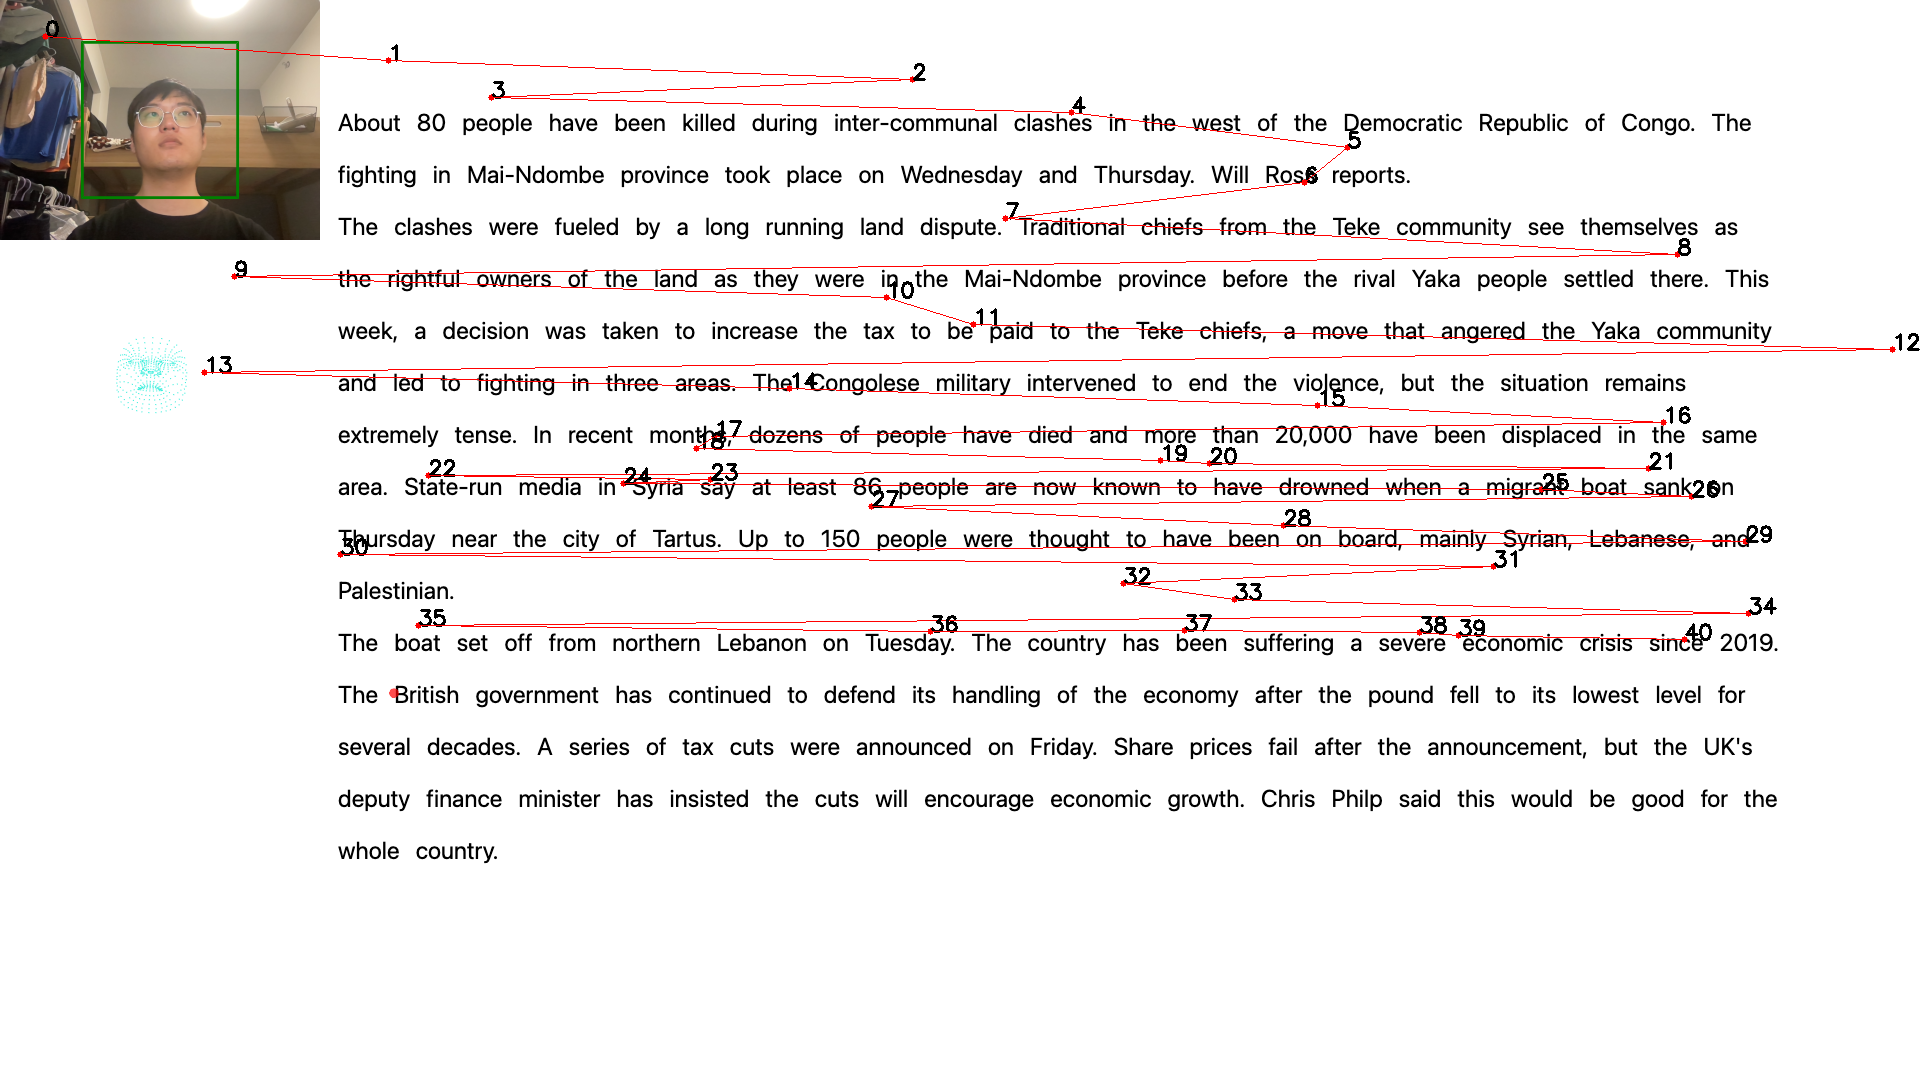 About 80 people have been killed during inter-communal clashes in the west of the Democratic Republic of Congo. The
fighting in Mai-Ndombe province took place on Wednesday and Thursday. Will Ross reports.
The clashes were fueled by a long running land dispute. Traditional chiefs from the Teke community see themselves as
the rightful owners of the land as they were in the Mai-Ndombe province before the rival Yaka people settled there. This
week, a decision was taken to increase the tax to be paid to the Teke chiefs, a move that angered the Yaka community
and led to fighting in three areas. The Congolese military intervened to end the violence, but the situation remains
extremely tense. In recent months, dozens of people have died and more than 20,000 have been displaced in the same
area. State-run media in Syria say at least 86 people are now known to have drowned when a migrant boat sank on
Thursday near the city of Tartus. Up to 150 people were thought to have been on board, mainly Syrian, Lebanese, and
Palestinian.
The boat set off from northern Lebanon on Tuesday. The country has been suffering a severe economic crisis since 2019.
The British government has continued to defend its handling of the economy after the pound fell to its lowest level for
several decades. A series of tax cuts were announced on Friday. Share prices fail after the announcement, but the UK's
deputy finance minister has insisted the cuts will encourage economic growth. Chris Philp said this would be good for the
whole country.
0
1
2
3
4
5
6
7
8
9
10
11
12
13
14
15
16
17
18
19
20
21
22
23
24
25
26
27
28
29
30
31
32
33
34
35
36
37
38
39
40